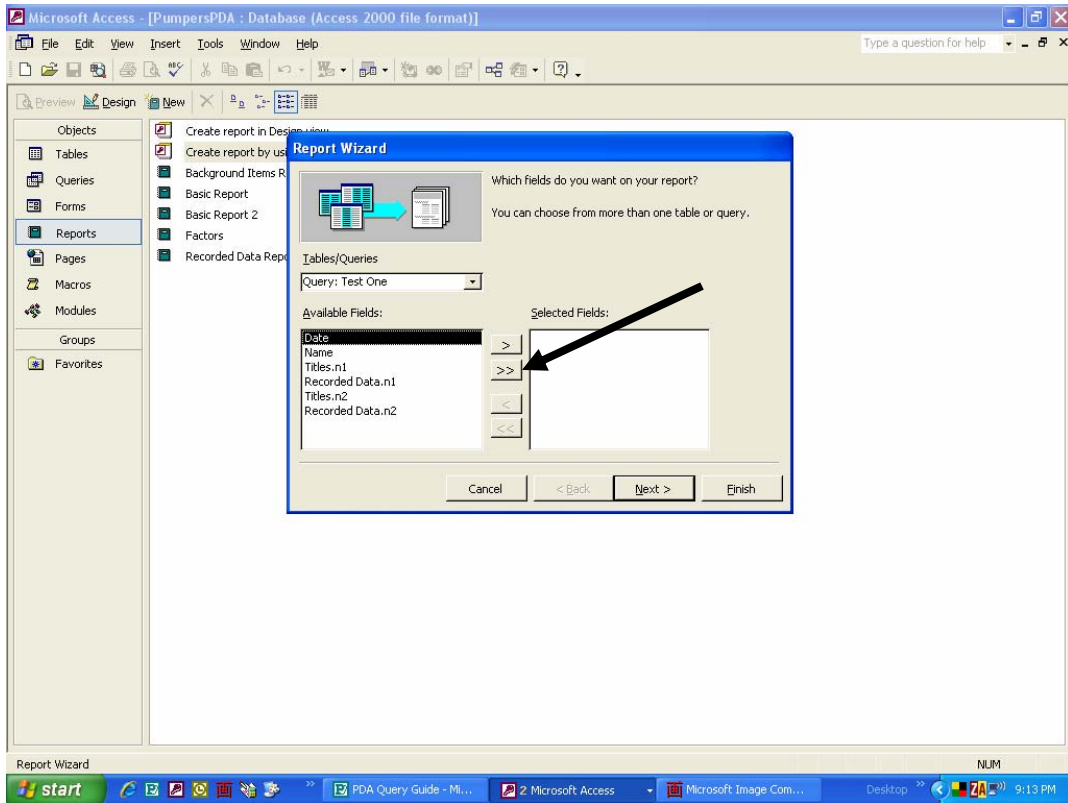 Microsoft Access - [PumpersPDA : Database (Access 2000 file format)]
File Edit View Insert Tools Window Help
Type a question for help
Preview Design New
Objects
Tables
Queries
Forms
Reports
Pages
Macros
Modules
Groups
Favorites
Create report in Design view
Create report by usi
Background Items R
Basic Report
Basic Report 2
Factors
Recorded Data Repo
Report Wizard
Which fields do you want on your report?
You can choose from more than one table or query.
Tables/Queries
Query: Test One
Available Fields:
Selected Fields:
Date
Name
Titles.n1
Recorded Data.n1
Titles.n2
Recorded Data.n2
>
>>
<
<<
Cancel < Back Next > Finish
Report Wizard
NUM
start PDA Query Guide - Mi... 2 Microsoft Access Microsoft Image Com... Desktop » 9:13 PM